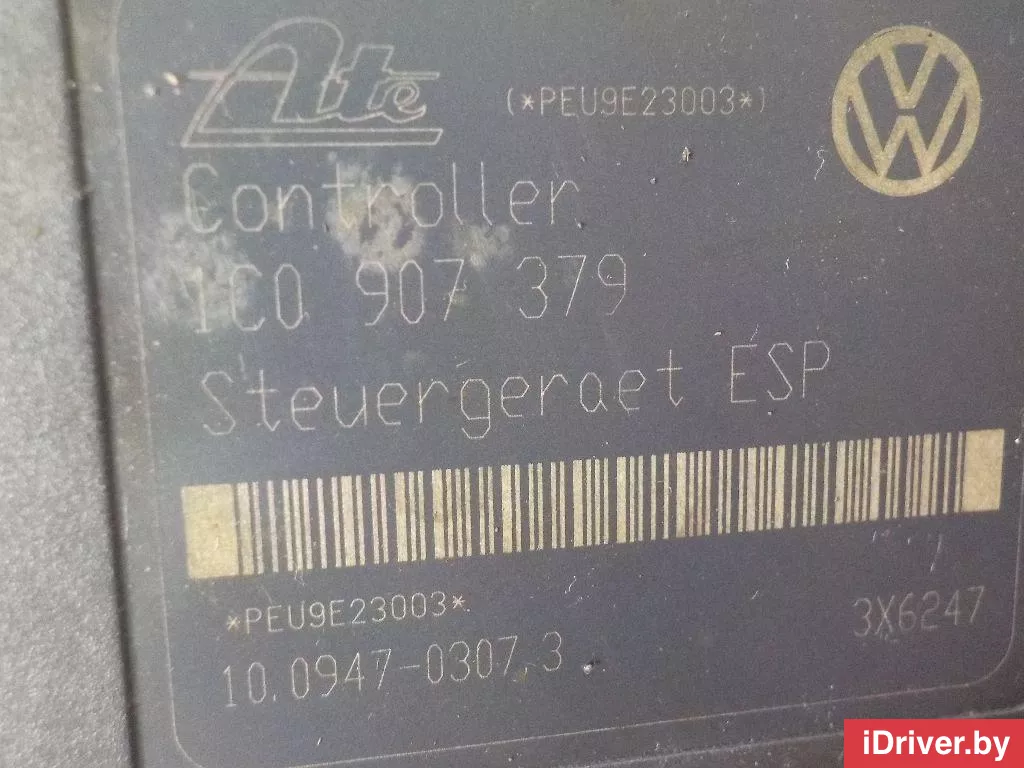 Ate (*PEU9E23003*)
Controller
1C0 907 379
Steuergeraet ESP
*PEU9E23003*
10.0947-0307.3 3X6247
iDriver.by